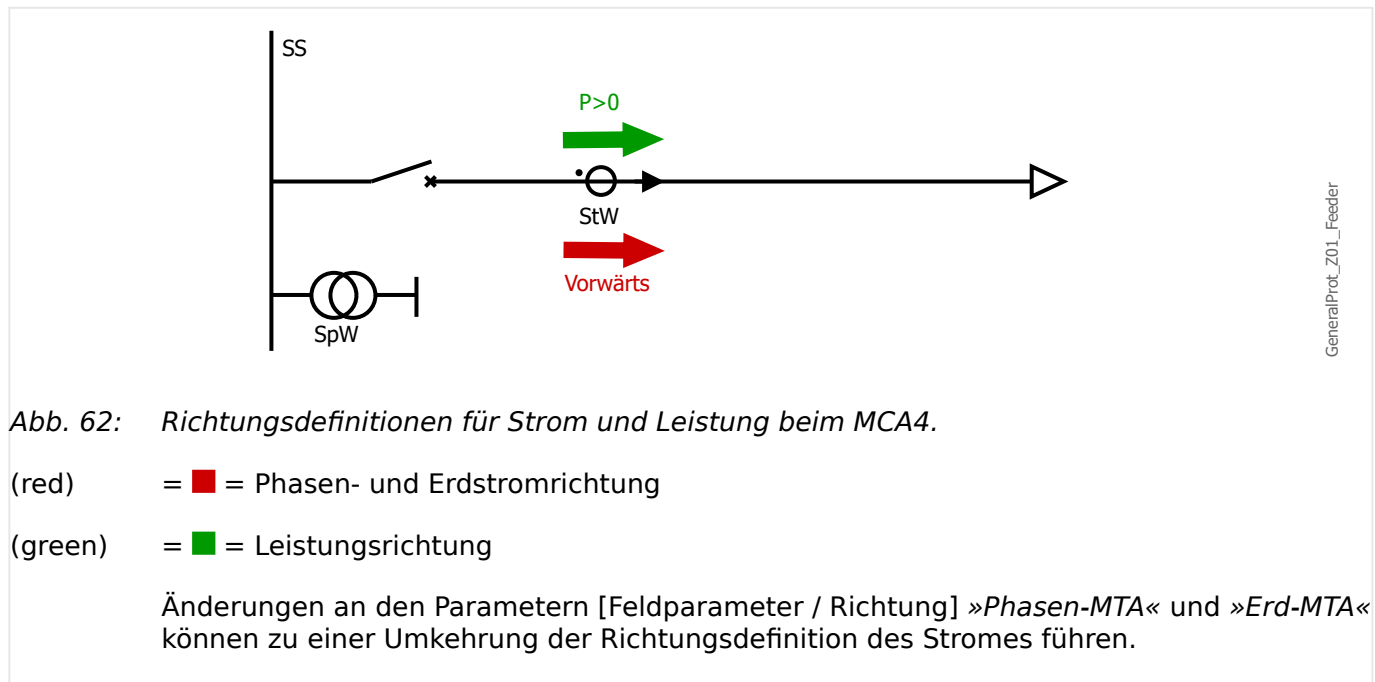 SS
P>0
StW
Vorwärts
SpW
GeneralProt_Z01_Feeder
Abb. 62: Richtungsdefinitionen für Strom und Leistung beim MCA4.
(red) = ■ = Phasen- und Erdstromrichtung
(green) = ■ = Leistungsrichtung
Änderungen an den Parametern [Feldparameter / Richtung] »Phasen-MTA« und »Erd-MTA«
können zu einer Umkehrung der Richtungsdefinition des Stromes führen.